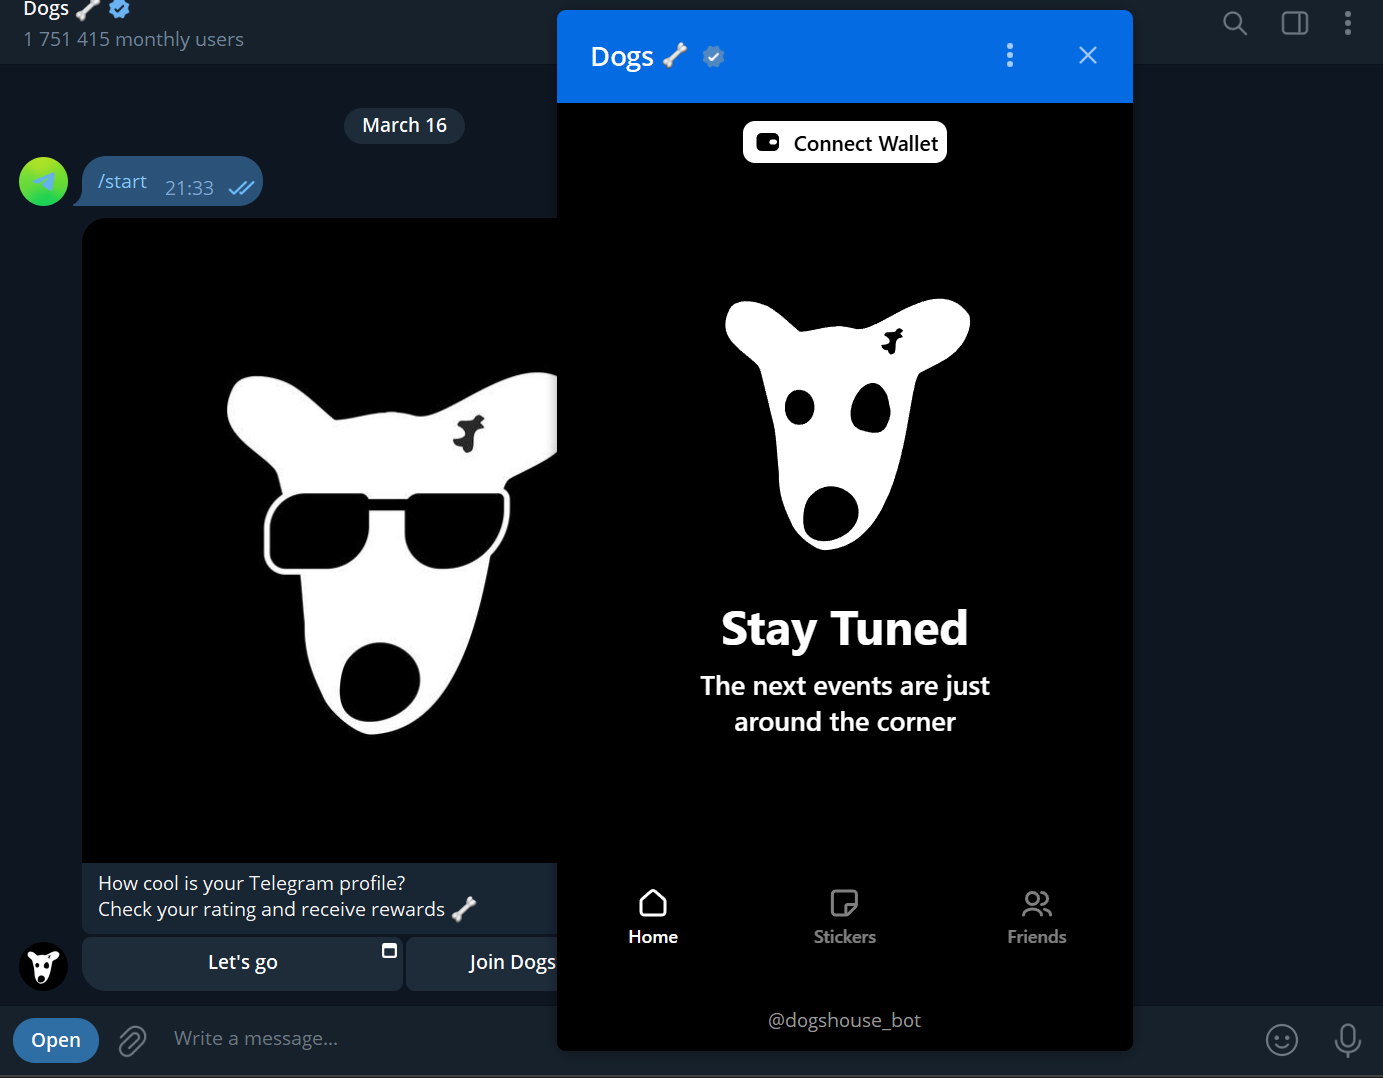 Dogs 🦴
1 751 415 monthly users
March 16
/start 21:33
How cool is your Telegram profile?
Check your rating and receive rewards 🦴
Let's go
Join Dogs
Open
Write a message...
Dogs 🦴
Connect Wallet
Stay Tuned
The next events are just
around the corner
Home
Stickers
Friends
@dogshouse_bot